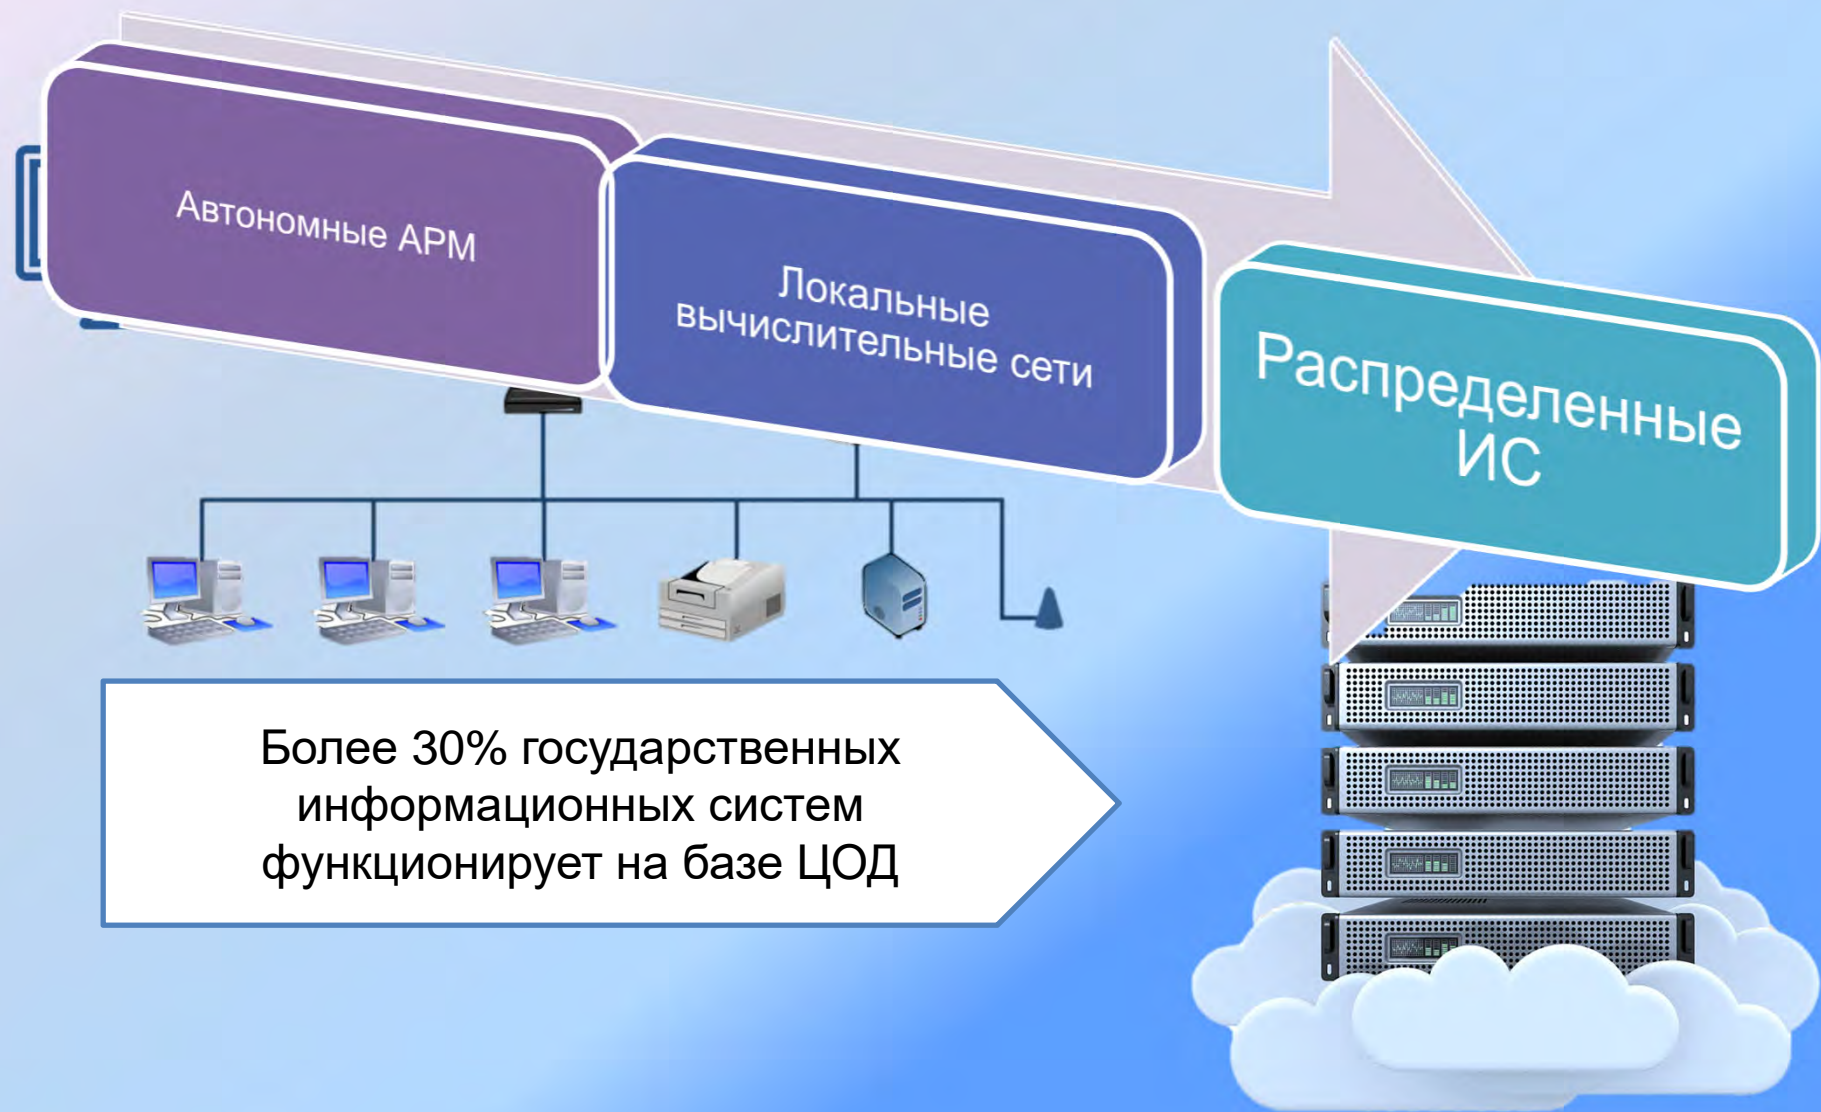 Автономные АРМ
Локальные
вычислительные сети
Распределенные
ИС
Более 30% государственных
информационных систем
функционирует на базе ЦОД